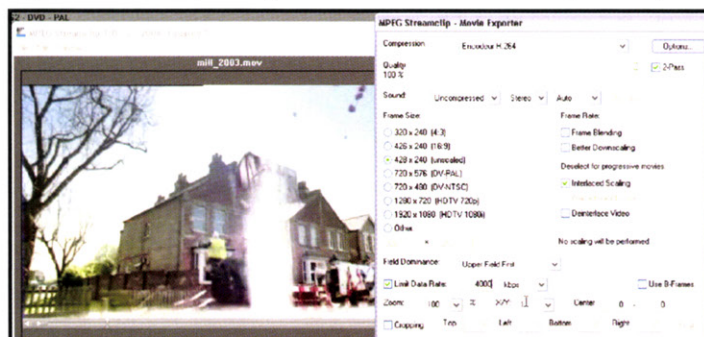 S2 - DVD - PAL
mill_2003.mov
MPEG Streamclip - Movie Exporter
Compression
Encodeur H.264
Options...
Quality
100 %
2-Pass
Sound:
Uncompressed
Stereo
Auto
Frame Size:
320 x 240 (4:3)
426 x 240 (16:9)
428 x 240 (unscaled)
720 x 576 (DV-PAL)
720 x 480 (DV-NTSC)
1280 x 720 (HDTV 720p)
1920 x 1080 (HDTV 1080i)
Other
Frame Rate:
Frame Blending
Better Downscaling
Deselect for progressive movies
Interlaced Scaling
Deinterlace Video
No scaling will be performed
Field Dominance:
Upper Field First
Limit Data Rate:
4000 kbps
Use B-Frames
Zoom:
100 %
X/Y
1
Center
0 - 0
Cropping
Top
Left
Bottom
Right